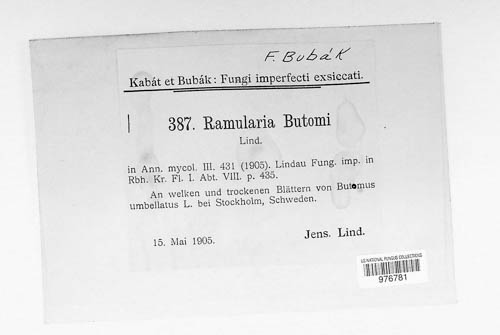 F. Bubák
Kabát et Bubák: Fungi imperfecti exsiccati.
387. Ramularia Butomi
Lind.
in Ann. mycol. III. 431 (1905). Lindau Fung. imp. in
Rbh. Kr. Fl. I. Abt. VIII. p. 435.
An welken und trockenen Blättern von Butomus
umbellatus L. bei Stockholm, Schweden.
15. Mai 1905.
Jens. Lind.
US NATIONAL FUNGUS COLLECTIONS
976781